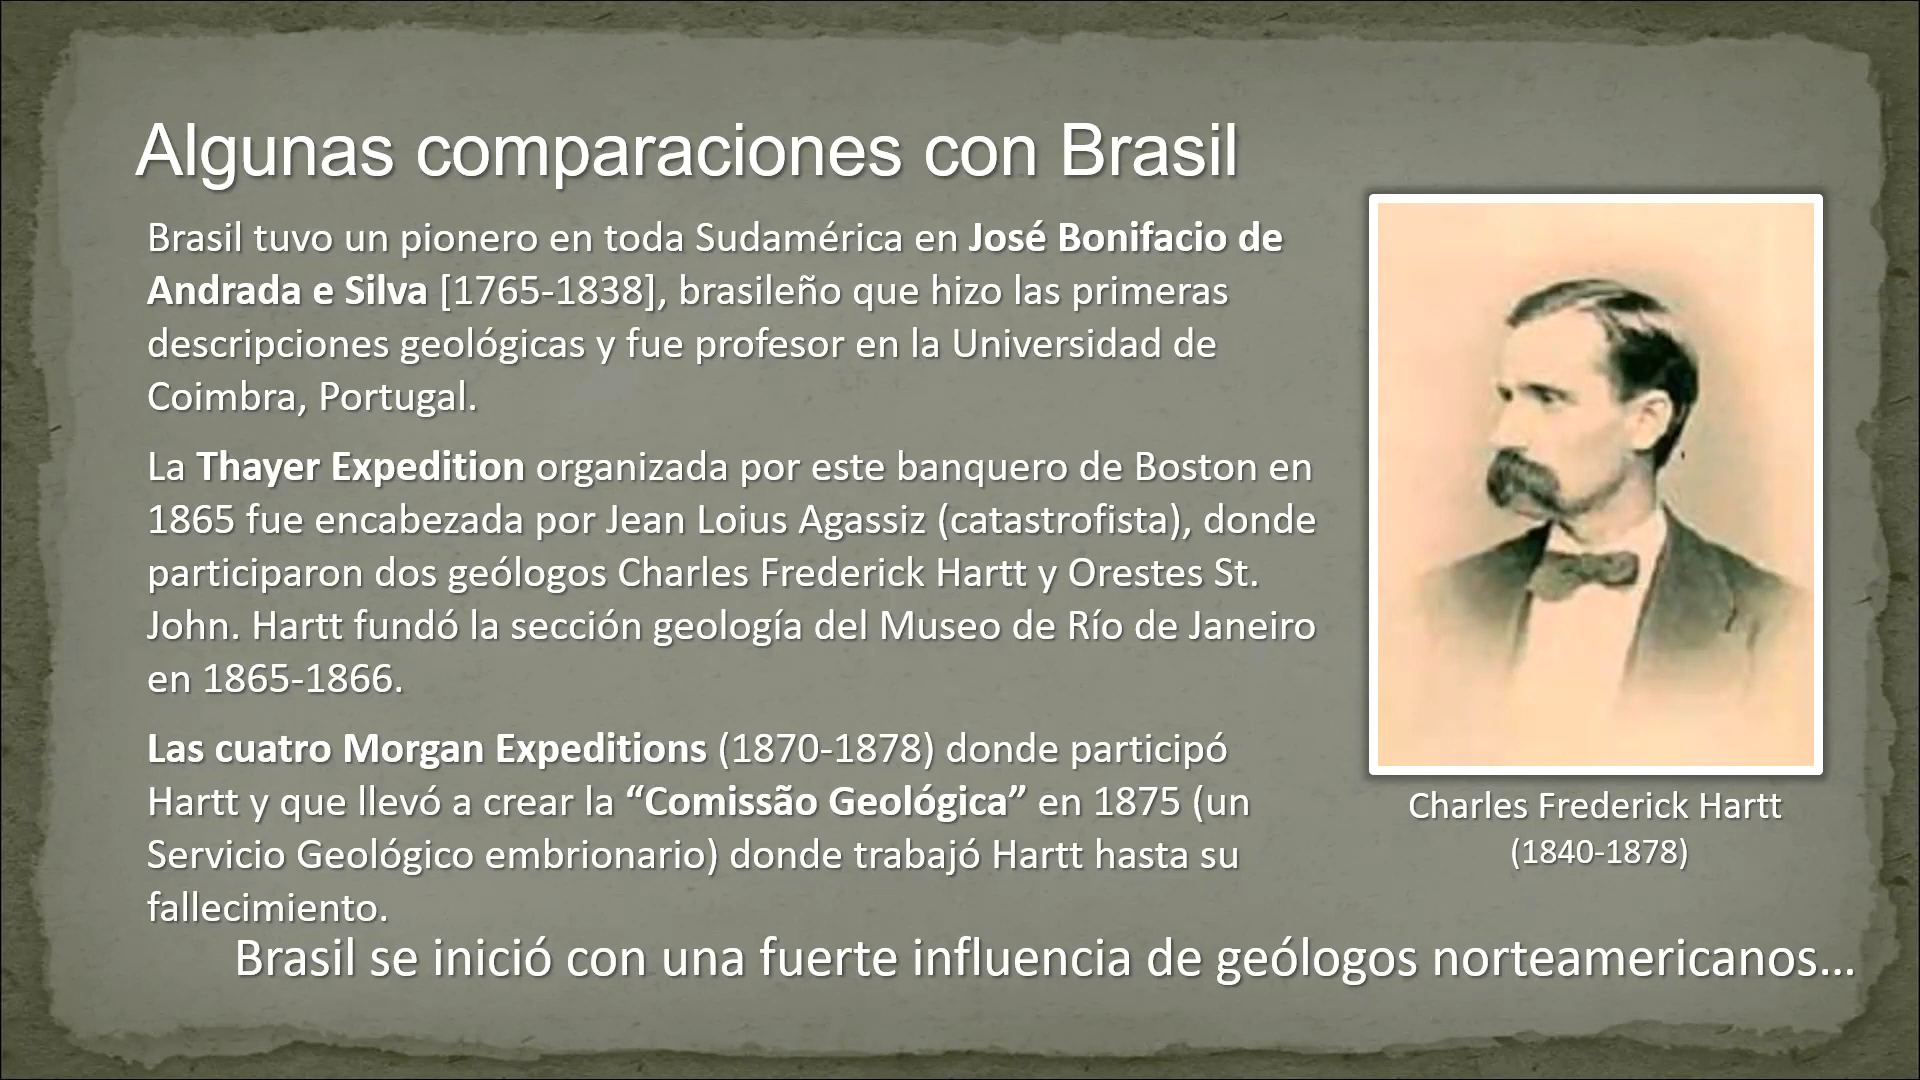 Algunas comparaciones con Brasil
Brasil tuvo un pionero en toda Sudamérica en José Bonifacio de
Andrada e Silva [1765-1838], brasileño que hizo las primeras
descripciones geológicas y fue profesor en la Universidad de
Coimbra, Portugal.
La Thayer Expedition organizada por este banquero de Boston en
1865 fue encabezada por Jean Loius Agassiz (catastrofista), donde
participaron dos geólogos Charles Frederick Hartt y Orestes St.
John. Hartt fundó la sección geología del Museo de Río de Janeiro
en 1865-1866.
Las cuatro Morgan Expeditions (1870-1878) donde participó
Hartt y que llevó a crear la “Comissão Geológica” en 1875 (un
Servicio Geológico embrionario) donde trabajó Hartt hasta su
fallecimiento.
Charles Frederick Hartt
(1840-1878)
Brasil se inició con una fuerte influencia de geólogos norteamericanos…